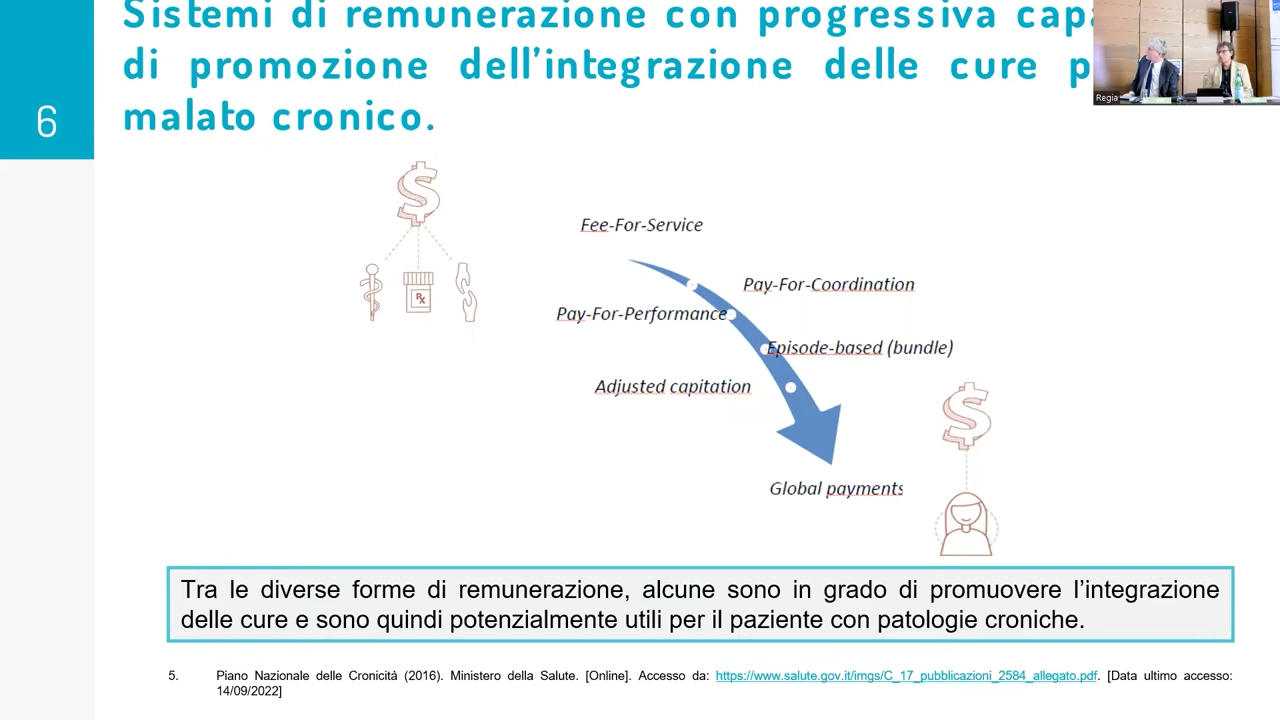 Sistemi di remunerazione con progressiva
di promozione dell'integrazione delle cure
malato cronico.
6
Regia
Fee-For-Service
Pay-For-Coordination
Pay-For-Performance
Episode-based (bundle)
Adjusted capitation
Global payments
Rx
Tra le diverse forme di remunerazione, alcune sono in grado di promuovere l'integrazione
delle cure e sono quindi potenzialmente utili per il paziente con patologie croniche.
5. Piano Nazionale delle Cronicità (2016). Ministero della Salute. [Online]. Accesso da: https://www.salute.gov.it/imgs/C_17_pubblicazioni_2584_allegato.pdf. [Data ultimo accesso:
14/09/2022]